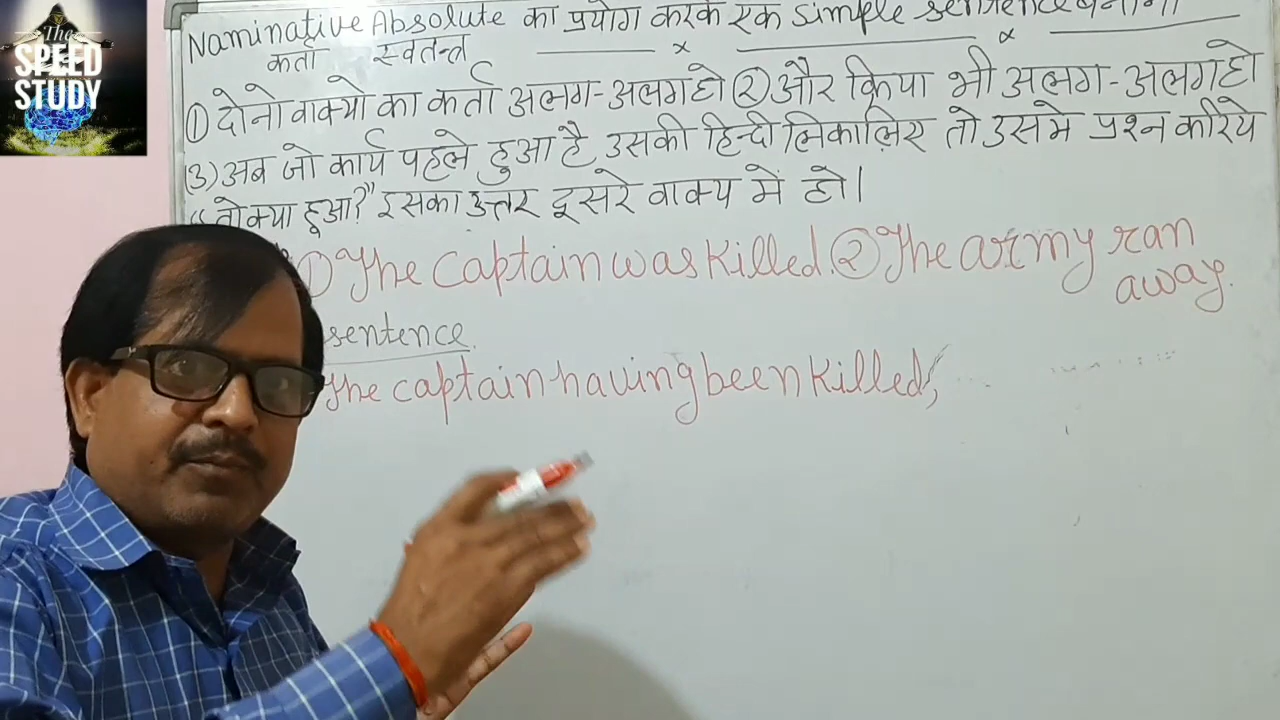 The
SPEED
STUDY
Naminative Absolute का प्रयोग करके एक simple sentence बनाना
कर्ता स्वतन्त्र
① दोनो वाक्यो का कर्ता अलग-अलग हो ② और क्रिया भी अलग-अलग हो
(3) अब जो कार्य पहले हुआ है उसकी हिन्दी निकालिए तो उसमे प्रश्न करिये
“तो क्या हुआ?” इसका उत्तर दूसरे वाक्य में हो।
① The Captain was Killed. ② The army ran
away.
sentence.
The captain having been killed,